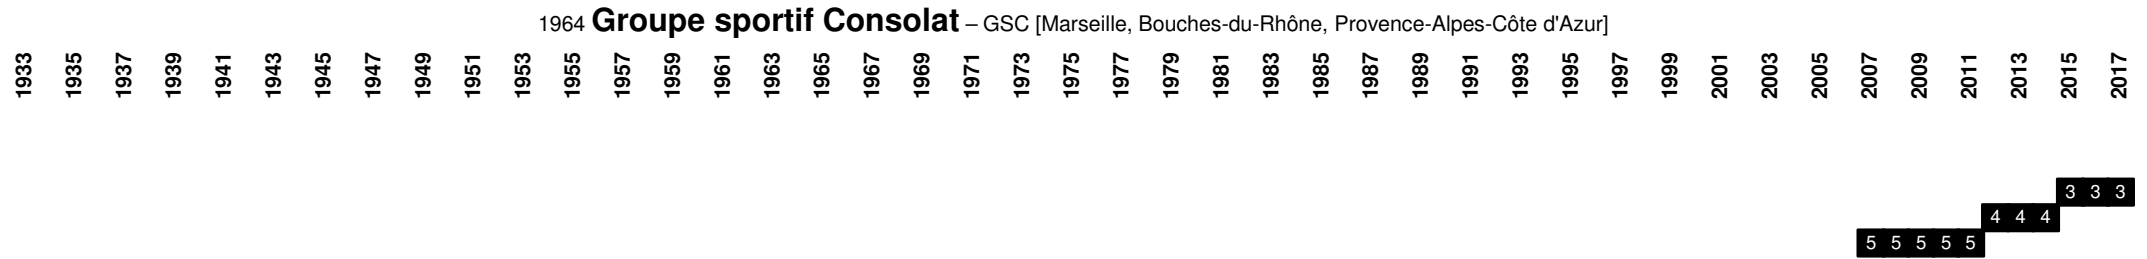 1964 Groupe sportif Consolat – GSC [Marseille, Bouches-du-Rhône, Provence-Alpes-Côte d'Azur]
1933 1935 1937 1939 1941 1943 1945 1947 1949 1951 1953 1955 1957 1959 1961 1963 1965 1967 1969 1971 1973 1975 1977 1979 1981 1983 1985 1987 1989 1991 1993 1995 1997 1999 2001 2003 2005 2007 2009 2011 2013 2015 2017
3 3 3
4 4 4
5 5 5 5 5